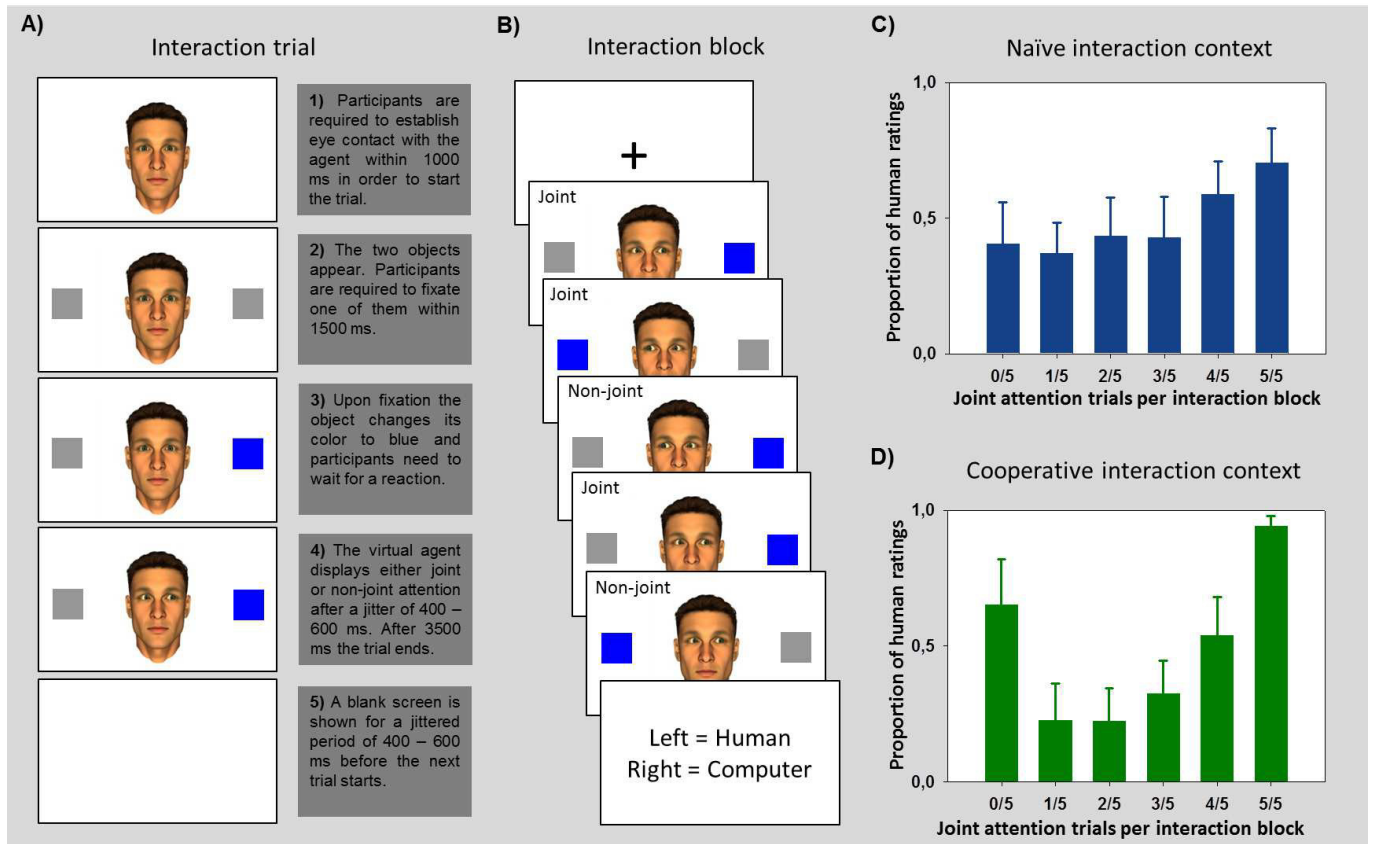 A)
Interaction trial
1) Participants are
required to establish
eye contact with the
agent within 1000
ms in order to start
the trial.
2) The two objects
appear. Participants
are required to fixate
one of them within
1500 ms.
3) Upon fixation the
object changes its
color to blue and
participants need to
wait for a reaction.
4) The virtual agent
displays either joint
or non-joint attention
after a jitter of 400 –
600 ms. After 3500
ms the trial ends.
5) A blank screen is
shown for a jittered
period of 400 – 600
ms before the next
trial starts.
B)
Interaction block
+
Joint
Joint
Non-joint
Joint
Non-joint
Left = Human
Right = Computer
C)
Naïve interaction context
Proportion of human ratings
1,0
0,5
0,0
0/5 1/5 2/5 3/5 4/5 5/5
Joint attention trials per interaction block
D)
Cooperative interaction context
Proportion of human ratings
1,0
0,5
0,0
0/5 1/5 2/5 3/5 4/5 5/5
Joint attention trials per interaction block